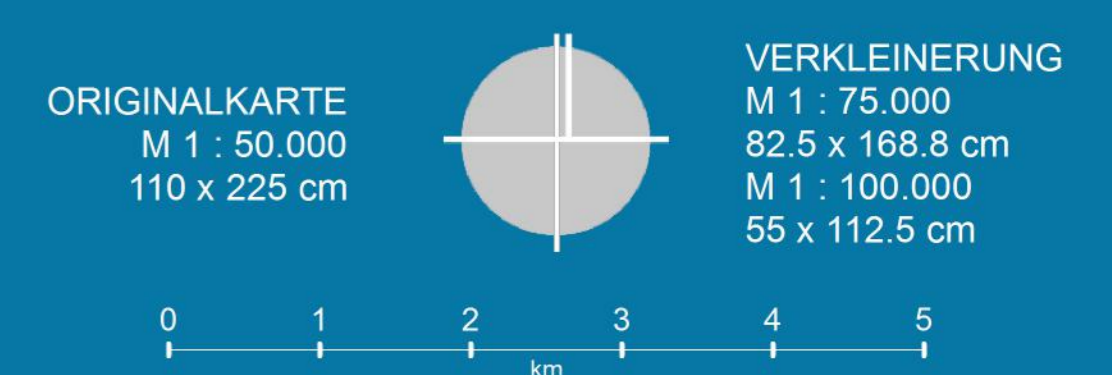 ORIGINALKARTE
M 1 : 50.000
110 x 225 cm
VERKLEINERUNG
M 1 : 75.000
82.5 x 168.8 cm
M 1 : 100.000
55 x 112.5 cm
0 1 2 3 4 5
km